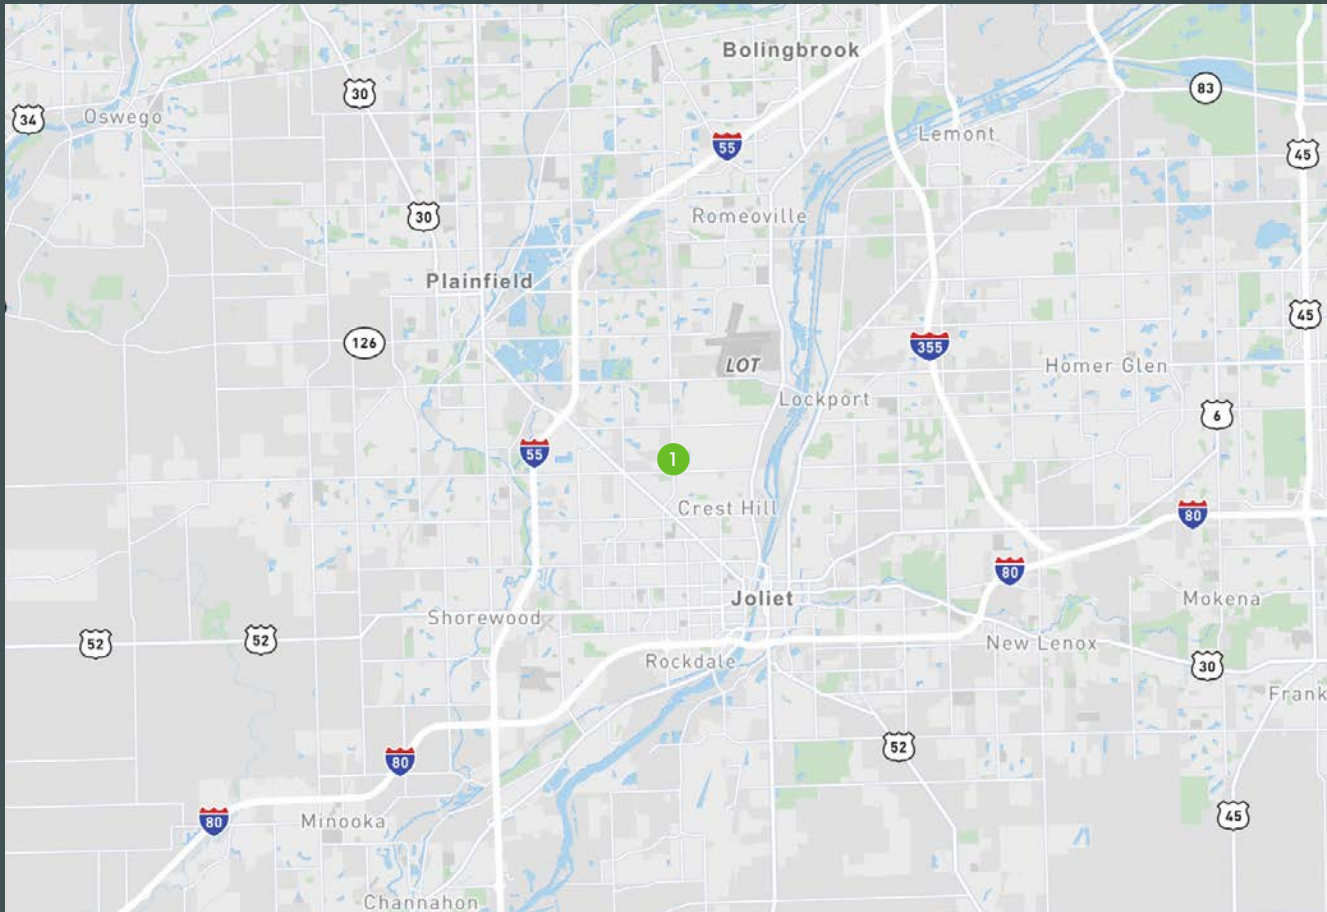 Bolingbrook
83
30
34
Oswego
Lemont
55
45
30
Romeoville
Plainfield
45
126
355
LOT
Homer Glen
Lockport
6
55
1
Crest Hill
80
80
Joliet
Mokena
Shorewood
52
52
New Lenox
Rockdale
30
Frank
52
80
45
80
Minooka
Channahon